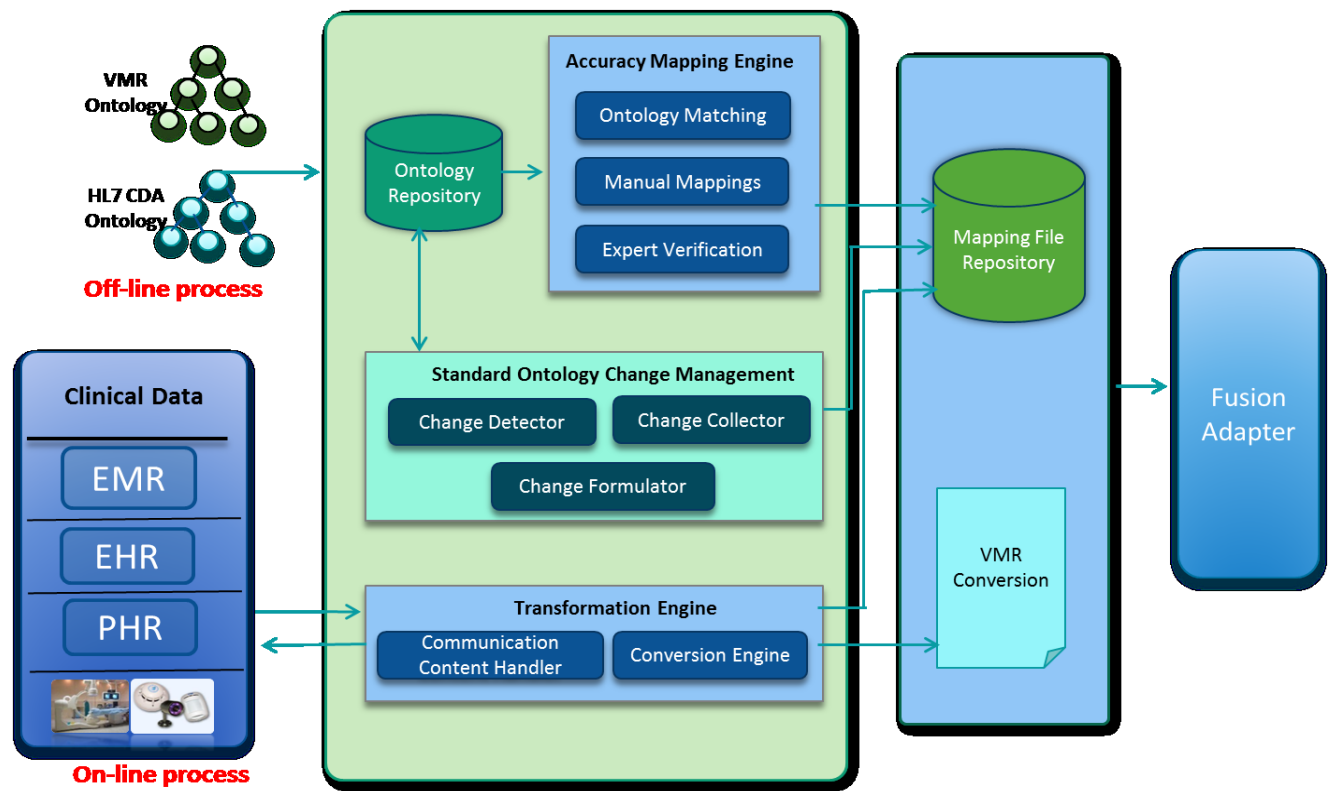 VMR
Ontology
HL7 CDA
Ontology
Off-line process
Clinical Data
EMR
EHR
PHR
On-line process
Ontology
Repository
Accuracy Mapping Engine
Ontology Matching
Manual Mappings
Expert Verification
Standard Ontology Change Management
Change Detector
Change Collector
Change Formulator
Transformation Engine
Communication
Content Handler
Conversion Engine
Mapping File
Repository
VMR
Conversion
Fusion
Adapter